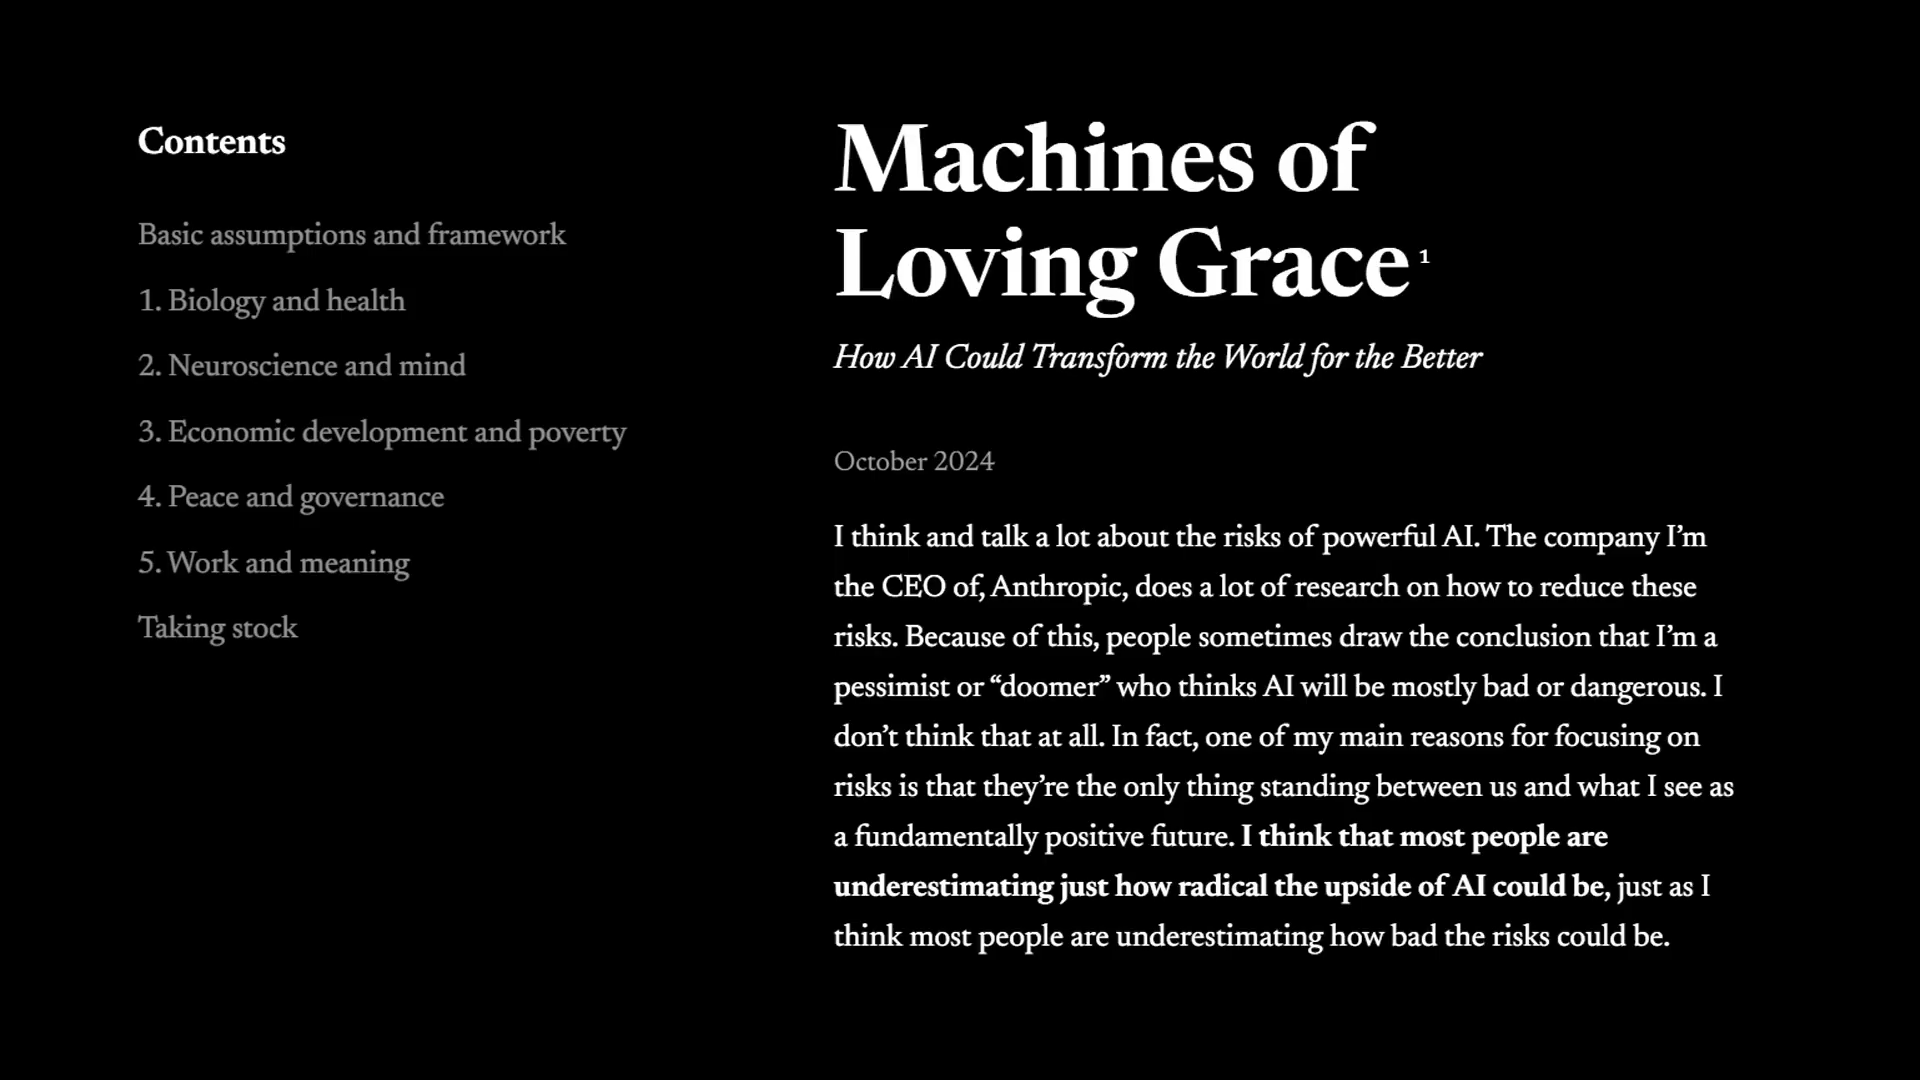 Contents
Basic assumptions and framework
1. Biology and health
2. Neuroscience and mind
3. Economic development and poverty
4. Peace and governance
5. Work and meaning
Taking stock
Machines of
Loving Grace 1
How AI Could Transform the World for the Better
October 2024
I think and talk a lot about the risks of powerful AI. The company I’m
the CEO of, Anthropic, does a lot of research on how to reduce these
risks. Because of this, people sometimes draw the conclusion that I’m a
pessimist or “doomer” who thinks AI will be mostly bad or dangerous. I
don’t think that at all. In fact, one of my main reasons for focusing on
risks is that they’re the only thing standing between us and what I see as
a fundamentally positive future. I think that most people are
underestimating just how radical the upside of AI could be, just as I
think most people are underestimating how bad the risks could be.